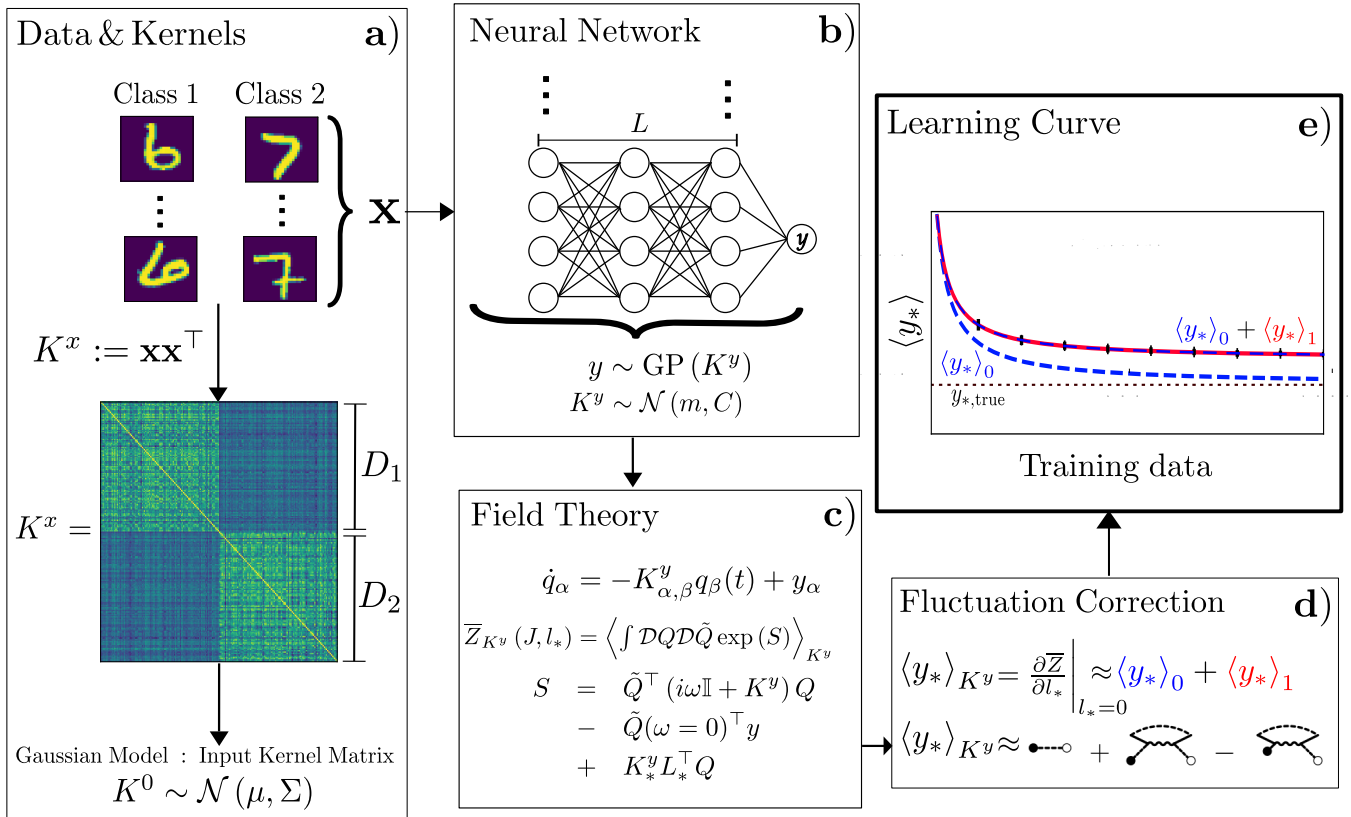 Data & Kernels a)
Class 1 Class 2
x
K^x := xx^⊤
K^x =
D_1
D_2
Gaussian Model : Input Kernel Matrix
K^0 ∼ 𝒩 (μ, Σ)
Neural Network b)
L
y
y ∼ GP (K^y)
K^y ∼ 𝒩 (m, C)
Field Theory c)
q̇_α = −K^y_{α,β} q_β(t) + y_α
Z̅_{K^y} (J, l_*) = ⟨∫ 𝒟Q𝒟Q̃ exp (S)⟩_{K^y}
S = Q̃^⊤ (iω𝕀 + K^y) Q
− Q̃(ω = 0)^⊤ y
+ K^y_* L^⊤_* Q
Fluctuation Correction d)
⟨y_*⟩_{K^y} = ∂Z̅/∂l_* |_{l_*=0} ≈ ⟨y_*⟩_0 + ⟨y_*⟩_1
⟨y_*⟩_{K^y} ≈ + −
Learning Curve e)
⟨y_*⟩
⟨y_*⟩_0 + ⟨y_*⟩_1
⟨y_*⟩_0
y_{*,true}
Training data